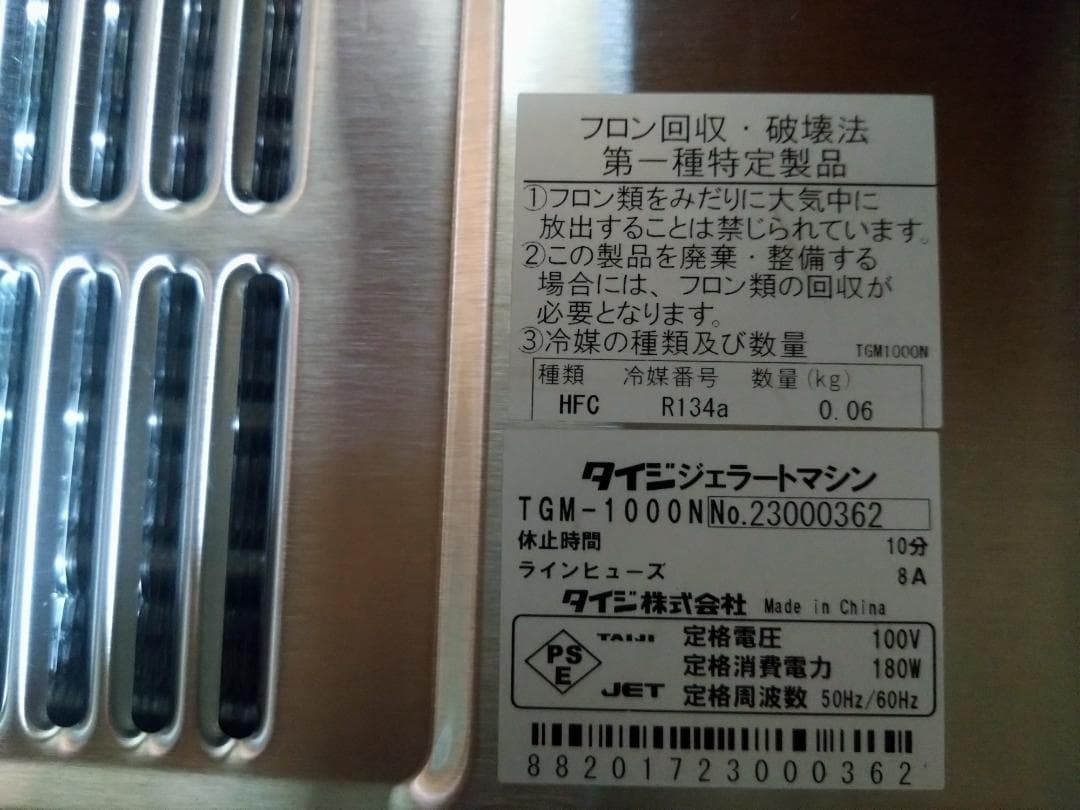 フロン回収・破壊法
第一種特定製品
①フロン類をみだりに大気中に
放出することは禁じられています。
②この製品を廃棄・整備する
場合には、フロン類の回収が
必要となります。
③冷媒の種類及び数量 TGM1000N
種類 冷媒番号 数量(kg)
HFC R134a 0.06
タイジジェラートマシン
TGM-1000N No.23000362
休止時間 10分
ラインヒューズ 8A
タイジ株式会社 Made in China
TAIJI 定格電圧 100V
PSE 定格消費電力 180W
JET 定格周波数 50Hz/60Hz
8820172300​0362